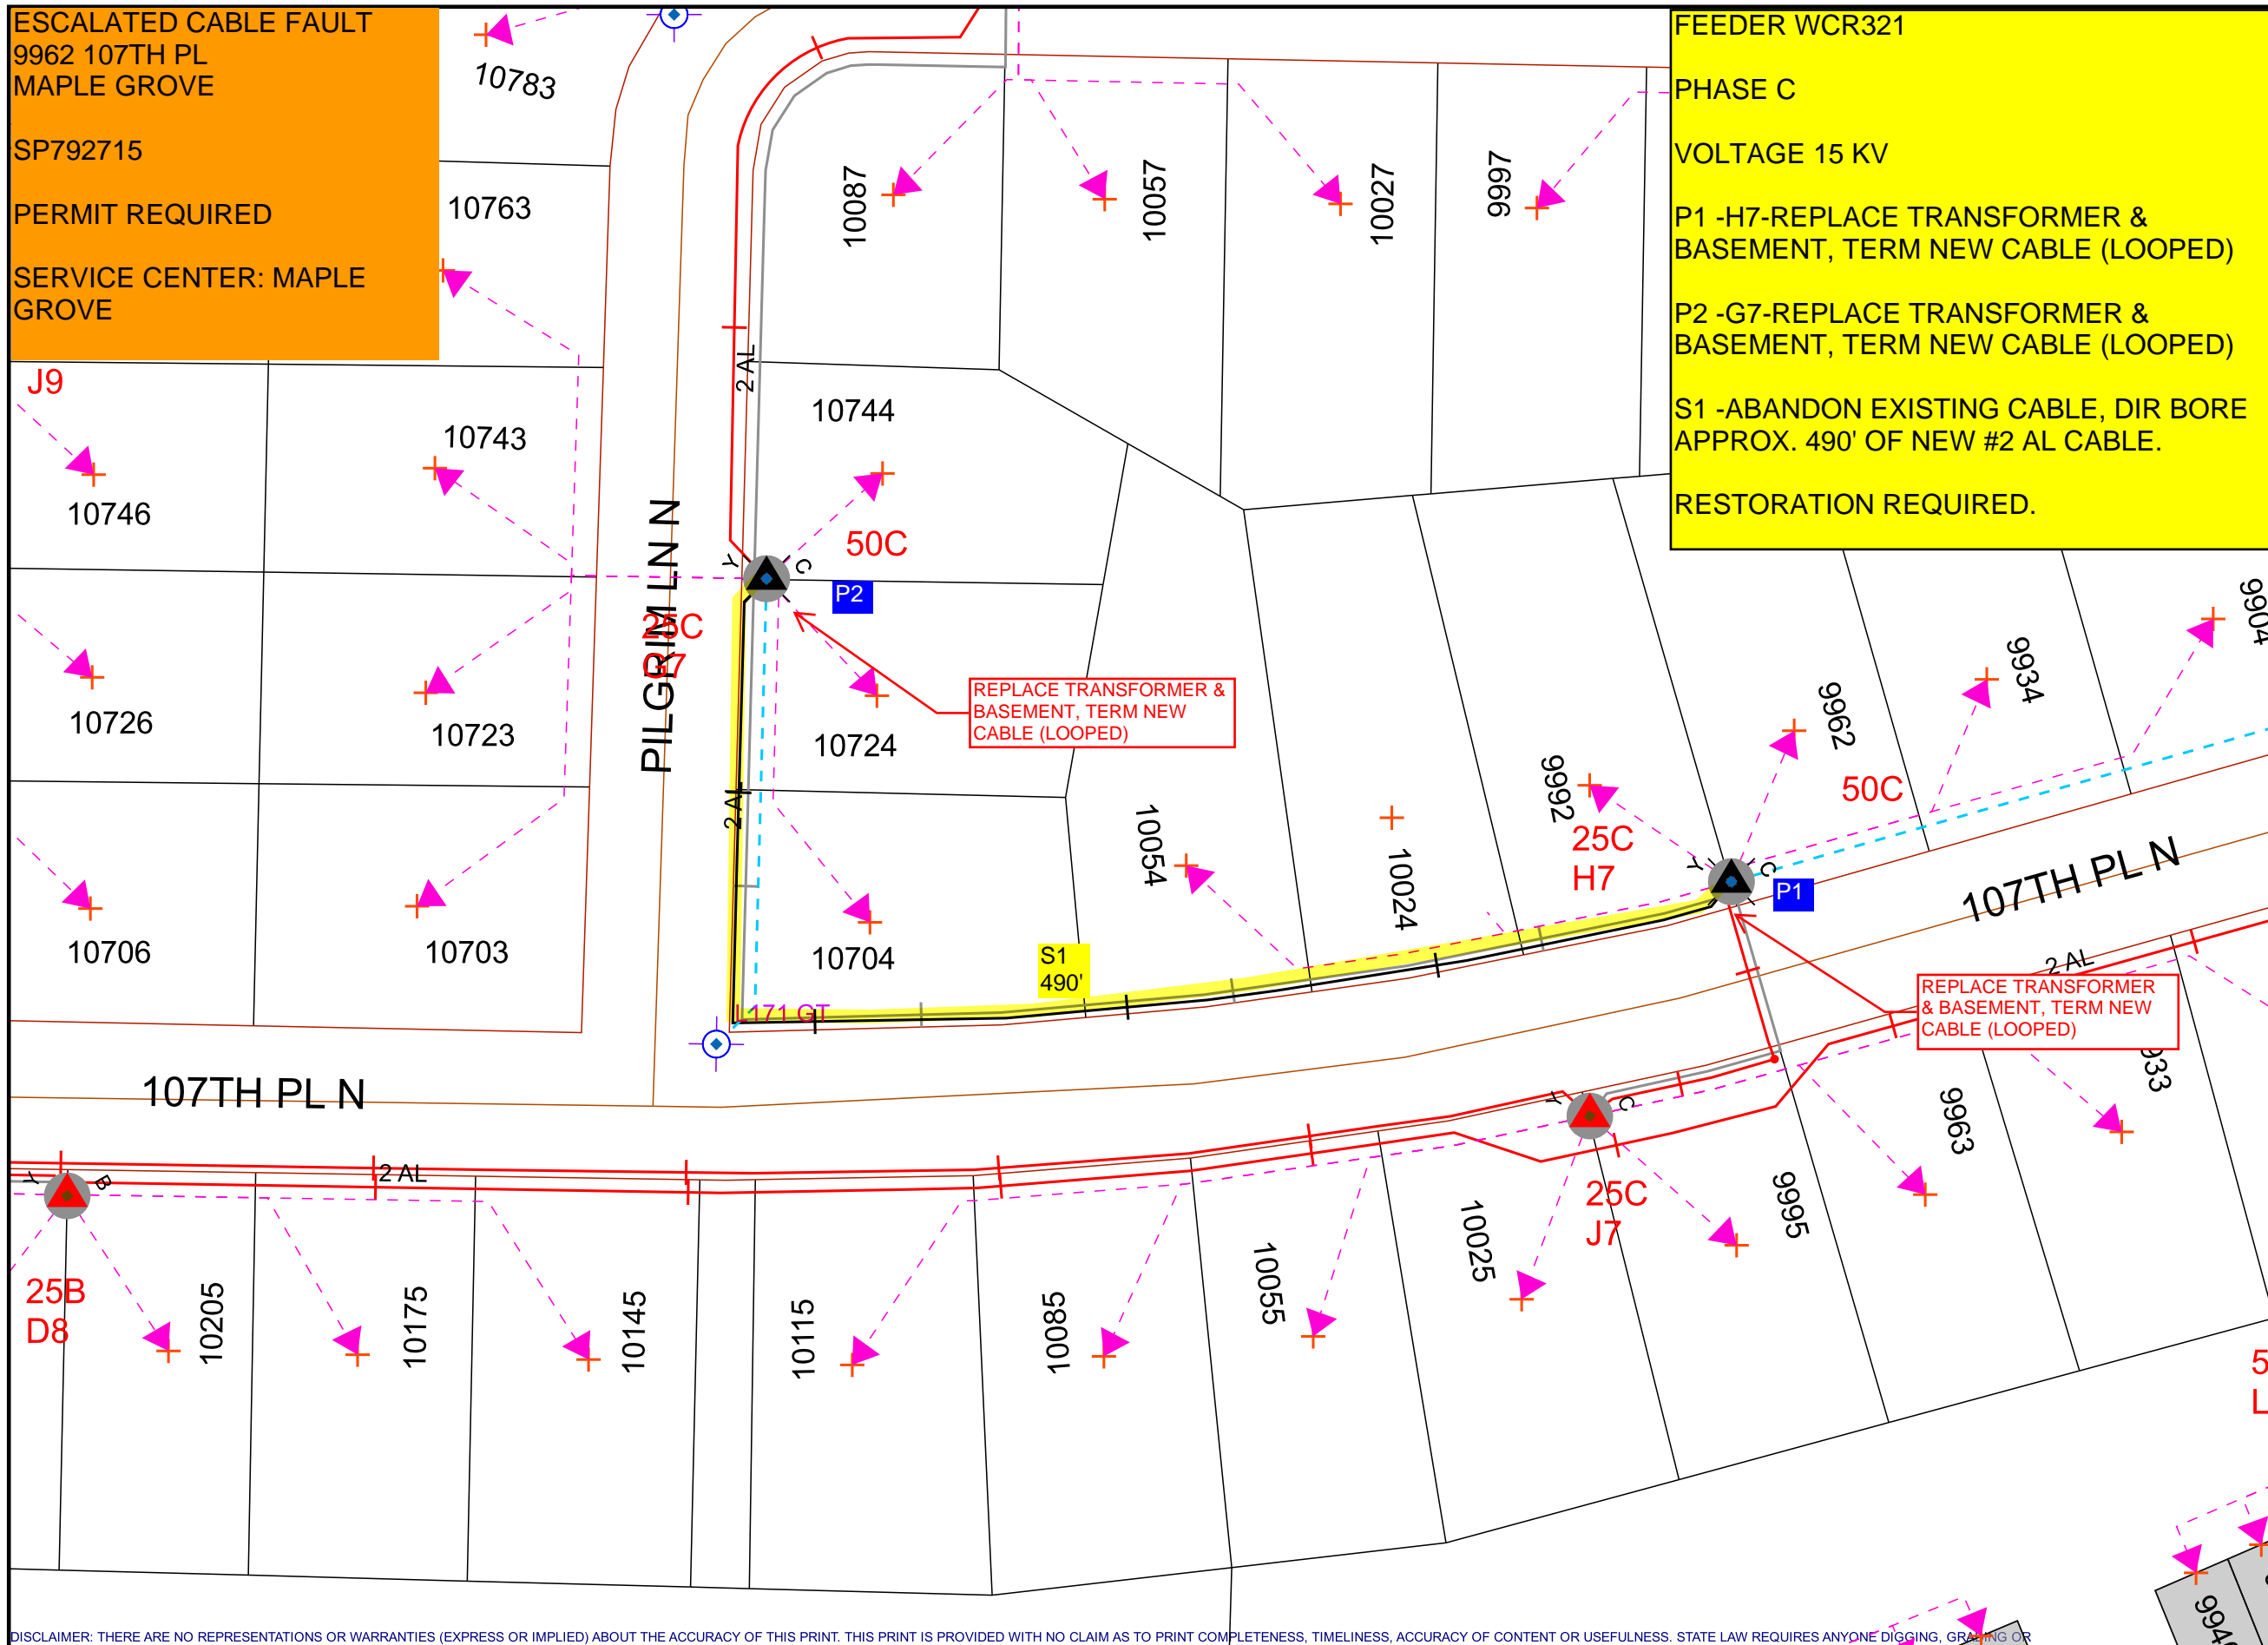 ESCALATED CABLE FAULT
9962 107TH PL
MAPLE GROVE
SP792715
PERMIT REQUIRED
SERVICE CENTER: MAPLE
GROVE
FEEDER WCR321
PHASE C
VOLTAGE 15 KV
P1 -H7-REPLACE TRANSFORMER &
BASEMENT, TERM NEW CABLE (LOOPED)
P2 -G7-REPLACE TRANSFORMER &
BASEMENT, TERM NEW CABLE (LOOPED)
S1 -ABANDON EXISTING CABLE, DIR BORE
APPROX. 490' OF NEW #2 AL CABLE.
RESTORATION REQUIRED.
10783
10763
10087
10057
10027
9997
J9
10746
10743
2 AL
10744
50C
Y
C
P2
PILGRIM LN N
25C
G7
REPLACE TRANSFORMER &
BASEMENT, TERM NEW
CABLE (LOOPED)
10726
10723
10724
2 AL
10706
10703
10704
10054
10024
9992
9962
9934
9904
50C
25C
H7
Y
C
P1
S1
490'
171 GT
107TH PL N
2 AL
REPLACE TRANSFORMER
& BASEMENT, TERM NEW
CABLE (LOOPED)
107TH PL N
Y
C
933
9963
9995
25C
J7
Y
B
2 AL
25B
D8
10205
10175
10145
10115
10085
10055
10025
5
L
9940
DISCLAIMER: THERE ARE NO REPRESENTATIONS OR WARRANTIES (EXPRESS OR IMPLIED) ABOUT THE ACCURACY OF THIS PRINT. THIS PRINT IS PROVIDED WITH NO CLAIM AS TO PRINT COMPLETENESS, TIMELINESS, ACCURACY OF CONTENT OR USEFULNESS. STATE LAW REQUIRES ANYONE DIGGING, GRADING OR